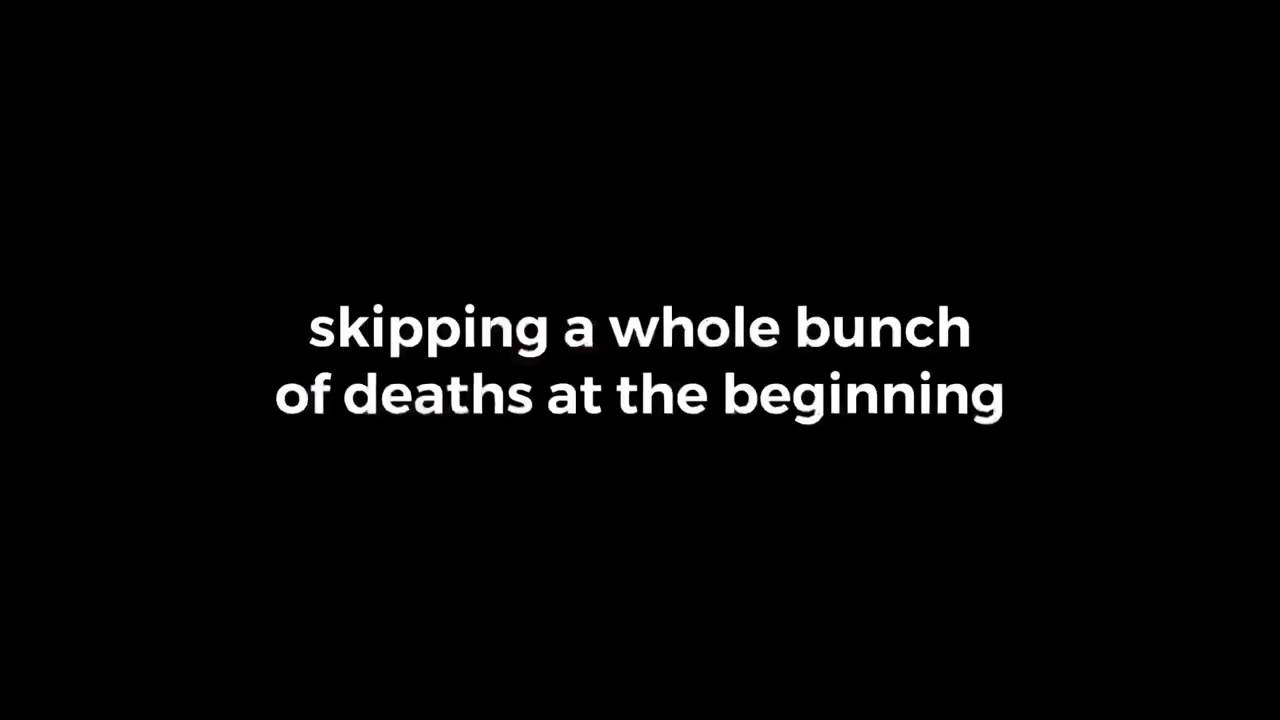 skipping a whole bunch
of deaths at the beginning